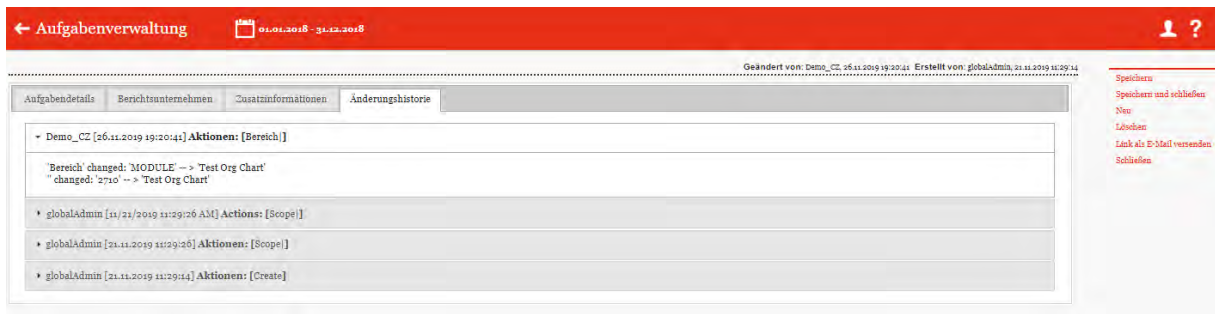 Aufgabenverwaltung
01.01.2018 - 31.12.2018
?
Geändert von: Demo_CZ, 26.11.2019 19:20:41 Erstellt von: globalAdmin, 21.11.2019 11:29:14
Aufgabendetails Berichtsunternehmen Zusatzinformationen Änderungshistorie
Demo_CZ [26.11.2019 19:20:41] Aktionen: [Bereich|]
'Bereich' changed: 'MODULE' -- > 'Test Org Chart'
'' changed: '2710' -- > 'Test Org Chart'
globalAdmin [11/21/2019 11:29:26 AM] Actions: [Scope|]
globalAdmin [21.11.2019 11:29:26] Aktionen: [Scope|]
globalAdmin [21.11.2019 11:29:14] Aktionen: [Create]
Speichern
Speichern und schließen
Neu
Löschen
Link als E-Mail versenden
Schließen